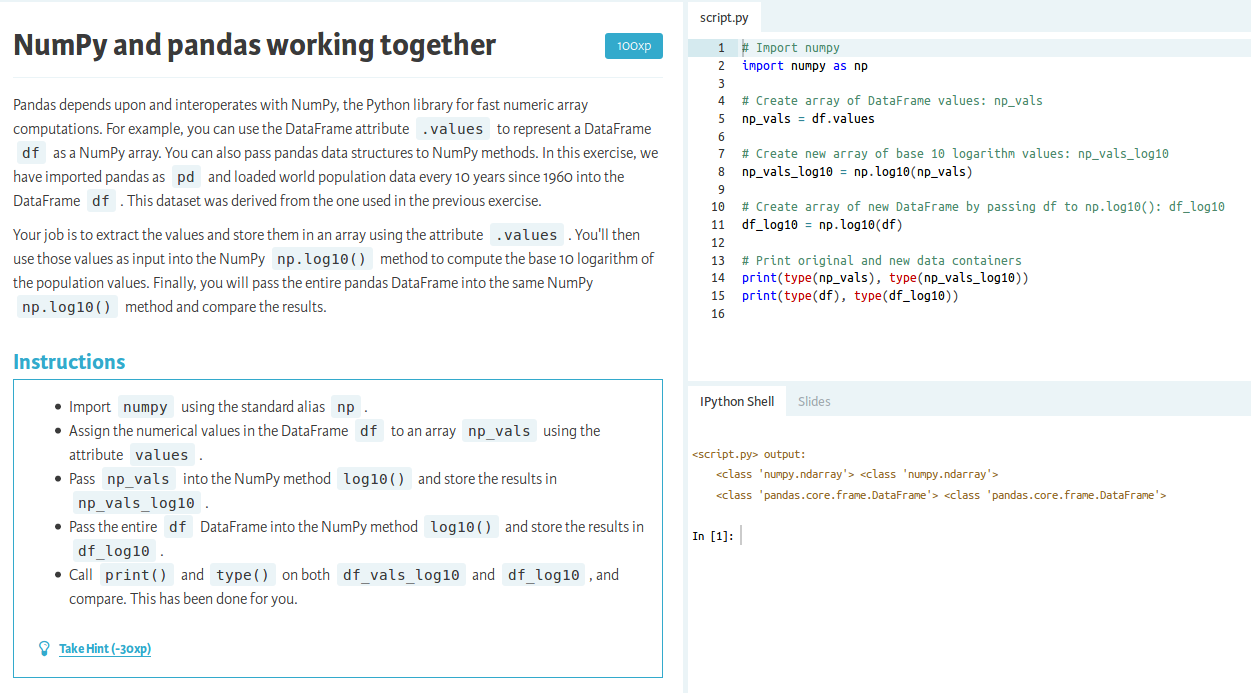 NumPy and pandas working together
100xp
Pandas depends upon and interoperates with NumPy, the Python library for fast numeric array
computations. For example, you can use the DataFrame attribute .values to represent a DataFrame
df as a NumPy array. You can also pass pandas data structures to NumPy methods. In this exercise, we
have imported pandas as pd and loaded world population data every 10 years since 1960 into the
DataFrame df . This dataset was derived from the one used in the previous exercise.
Your job is to extract the values and store them in an array using the attribute .values . You'll then
use those values as input into the NumPy np.log10() method to compute the base 10 logarithm of
the population values. Finally, you will pass the entire pandas DataFrame into the same NumPy
np.log10() method and compare the results.
Instructions
• Import numpy using the standard alias np .
• Assign the numerical values in the DataFrame df to an array np_vals using the
attribute values .
• Pass np_vals into the NumPy method log10() and store the results in
np_vals_log10 .
• Pass the entire df DataFrame into the NumPy method log10() and store the results in
df_log10 .
• Call print() and type() on both df_vals_log10 and df_log10 , and
compare. This has been done for you.
Take Hint (-30xp)
script.py
1 # Import numpy
2 import numpy as np
3
4 # Create array of DataFrame values: np_vals
5 np_vals = df.values
6
7 # Create new array of base 10 logarithm values: np_vals_log10
8 np_vals_log10 = np.log10(np_vals)
9
10 # Create array of new DataFrame by passing df to np.log10(): df_log10
11 df_log10 = np.log10(df)
12
13 # Print original and new data containers
14 print(type(np_vals), type(np_vals_log10))
15 print(type(df), type(df_log10))
16
IPython Shell Slides
<script.py> output:
<class 'numpy.ndarray'> <class 'numpy.ndarray'>
<class 'pandas.core.frame.DataFrame'> <class 'pandas.core.frame.DataFrame'>
In [1]: